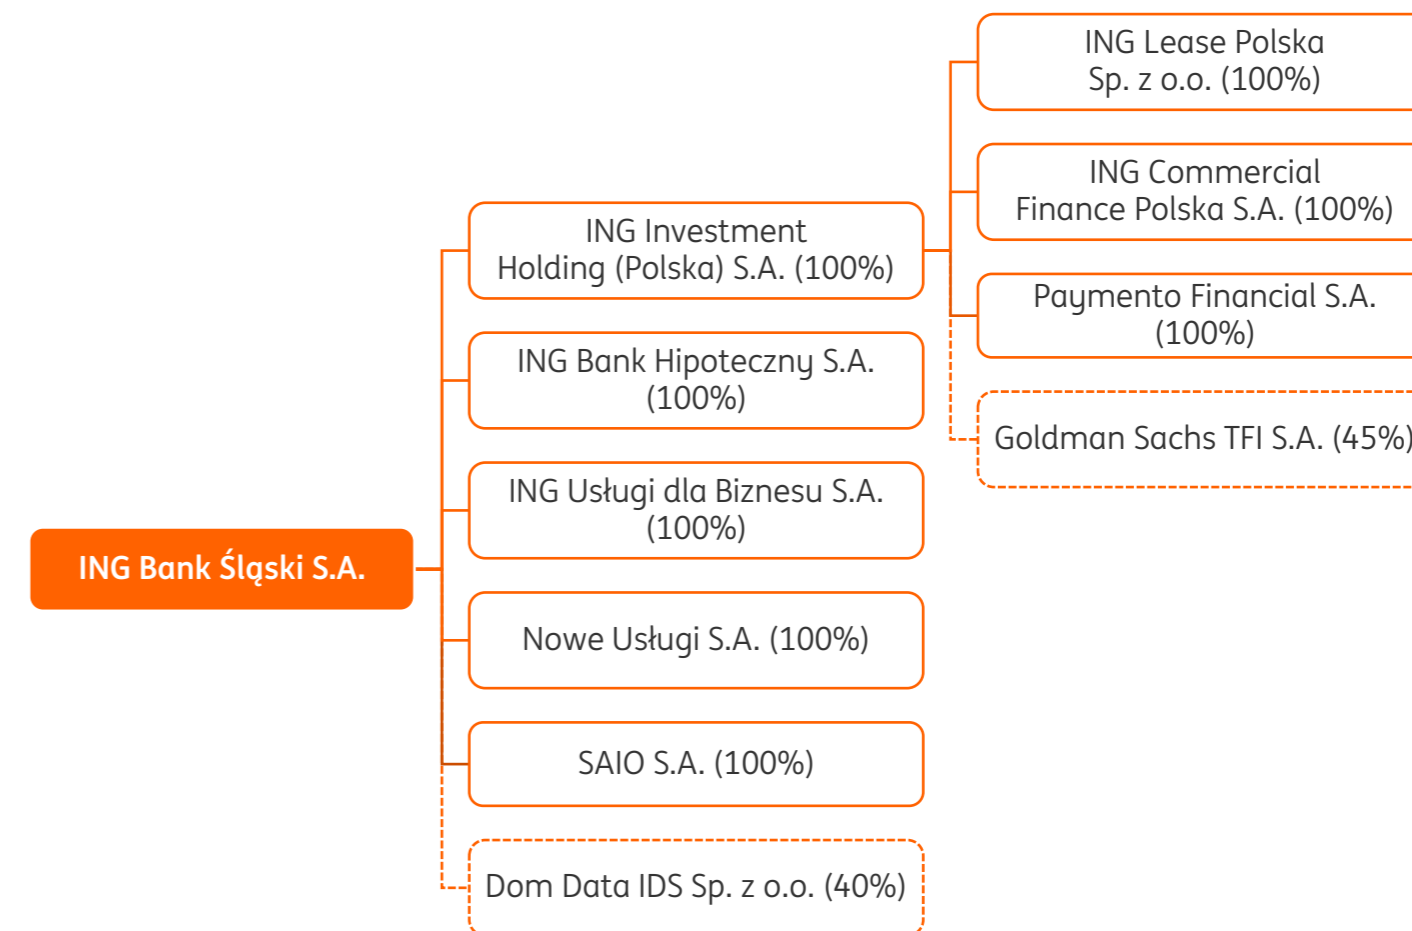 ING Bank Śląski S.A.
ING Investment
Holding (Polska) S.A. (100%)
ING Bank Hipoteczny S.A.
(100%)
ING Usługi dla Biznesu S.A.
(100%)
Nowe Usługi S.A. (100%)
SAIO S.A. (100%)
Dom Data IDS Sp. z o.o. (40%)
ING Lease Polska
Sp. z o.o. (100%)
ING Commercial
Finance Polska S.A. (100%)
Paymento Financial S.A.
(100%)
Goldman Sachs TFI S.A. (45%)